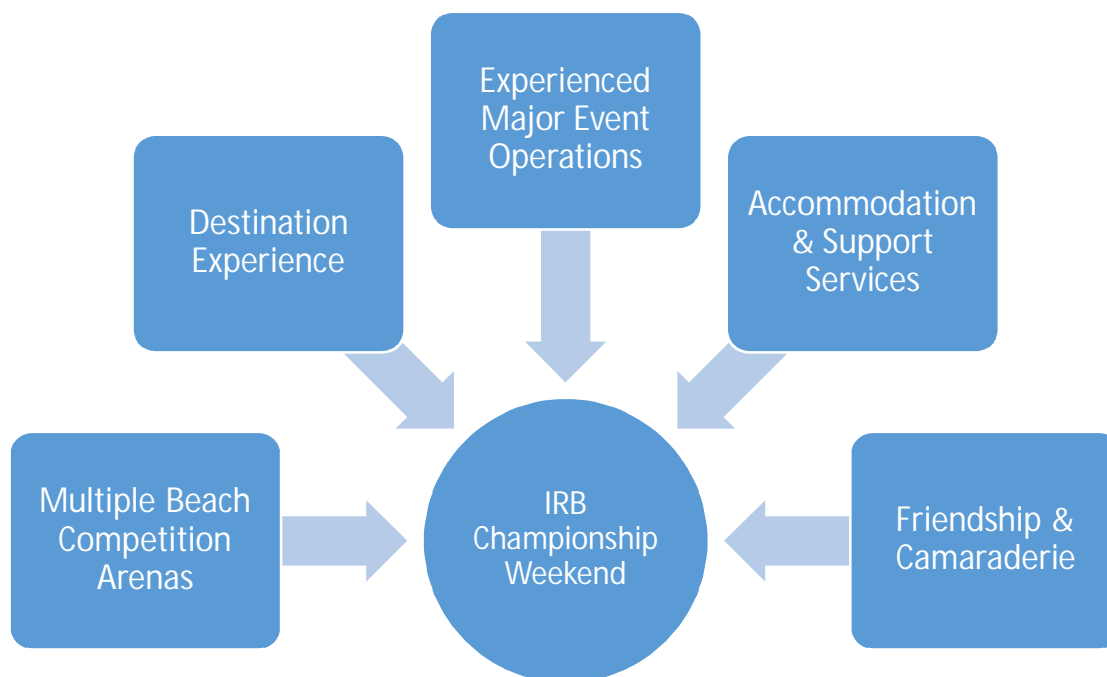 Experienced
Major Event
Operations
Destination
Experience
Accommodation
& Support
Services
Multiple Beach
Competition
Arenas
IRB
Championship
Weekend
Friendship &
Camaraderie